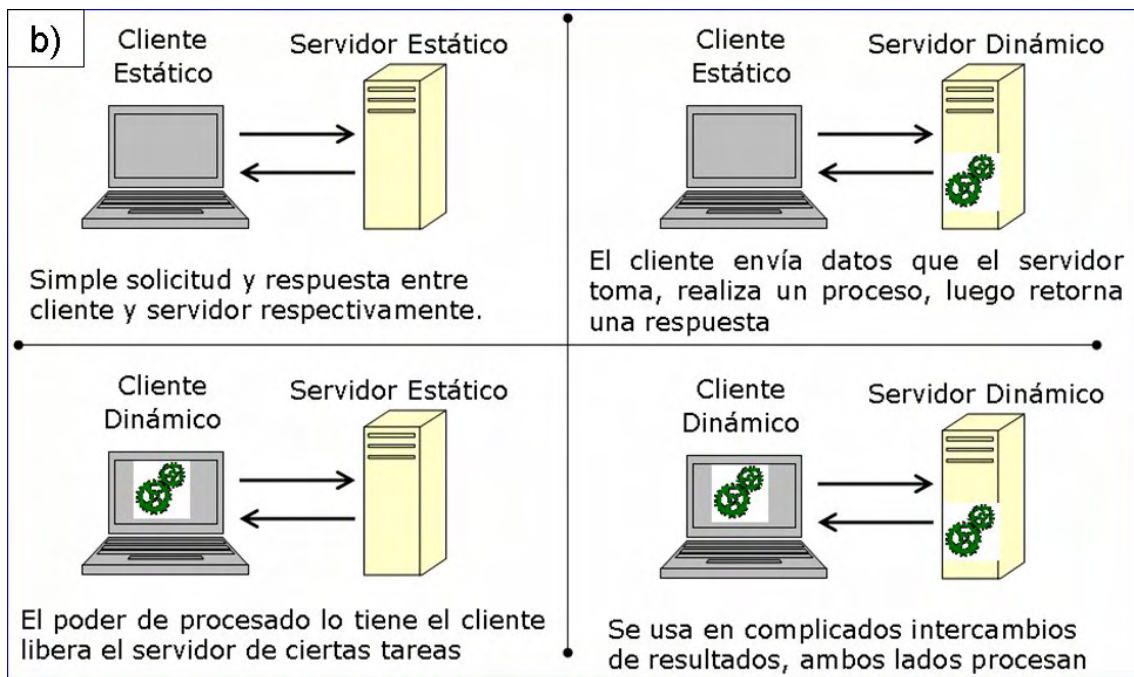 b)
Cliente
Estático
Servidor Estático
Simple solicitud y respuesta entre
cliente y servidor respectivamente.
Cliente
Estático
Servidor Dinámico
El cliente envía datos que el servidor
toma, realiza un proceso, luego retorna
una respuesta
Cliente
Dinámico
Servidor Estático
El poder de procesado lo tiene el cliente
libera el servidor de ciertas tareas
Cliente
Dinámico
Servidor Dinámico
Se usa en complicados intercambios
de resultados, ambos lados procesan